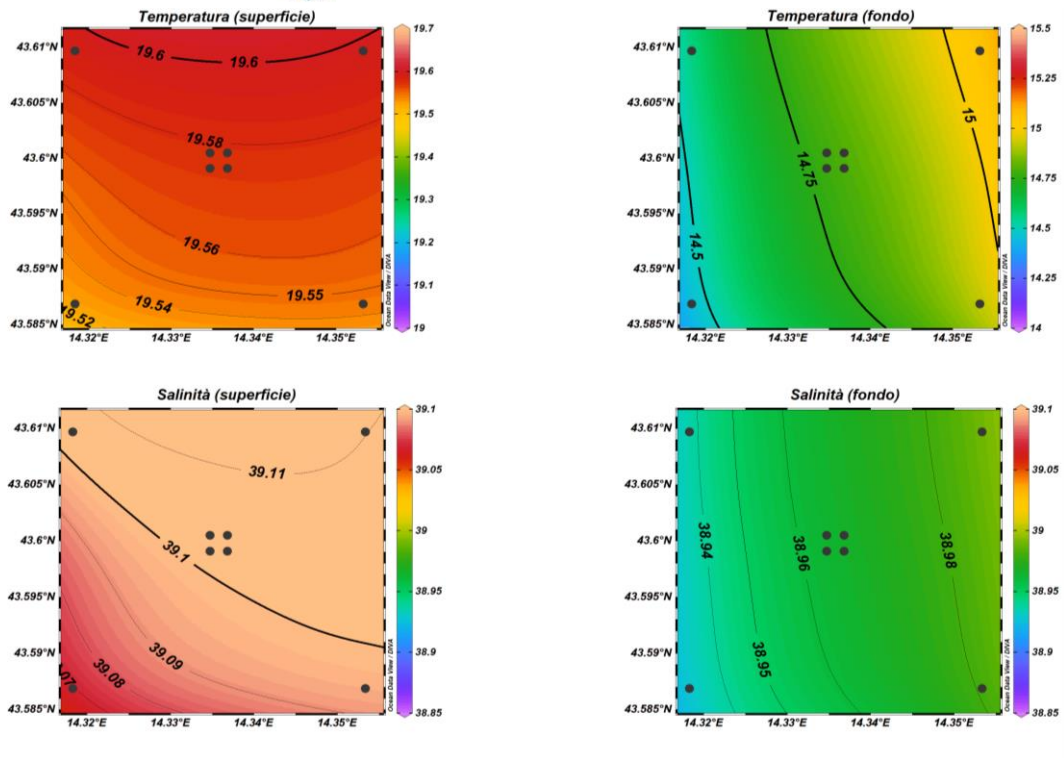 Temperatura (superficie)
43.61°N
43.605°N
43.6°N
43.595°N
43.59°N
43.585°N
14.32°E
14.33°E
14.34°E
14.35°E
19.6
19.6
19.58
19.56
19.55
19.54
19.52
Ocean Data View / DIVA
19.7
19.6
19.5
19.4
19.3
19.2
19.1
19
Temperatura (fondo)
43.61°N
43.605°N
43.6°N
43.595°N
43.59°N
43.585°N
14.32°E
14.33°E
14.34°E
14.35°E
15
14.75
14.5
Ocean Data View / DIVA
15.5
15.25
15
14.75
14.5
14.25
14
Salinità (superficie)
43.61°N
43.605°N
43.6°N
43.595°N
43.59°N
43.585°N
14.32°E
14.33°E
14.34°E
14.35°E
39.11
39.1
39.09
39.08
07
Ocean Data View / DIVA
39.1
39.05
39
38.95
38.9
38.85
Salinità (fondo)
43.61°N
43.605°N
43.6°N
43.595°N
43.59°N
43.585°N
14.32°E
14.33°E
14.34°E
14.35°E
38.94
38.96
38.98
38.95
Ocean Data View / DIVA
39.1
39.05
39
38.95
38.9
38.85